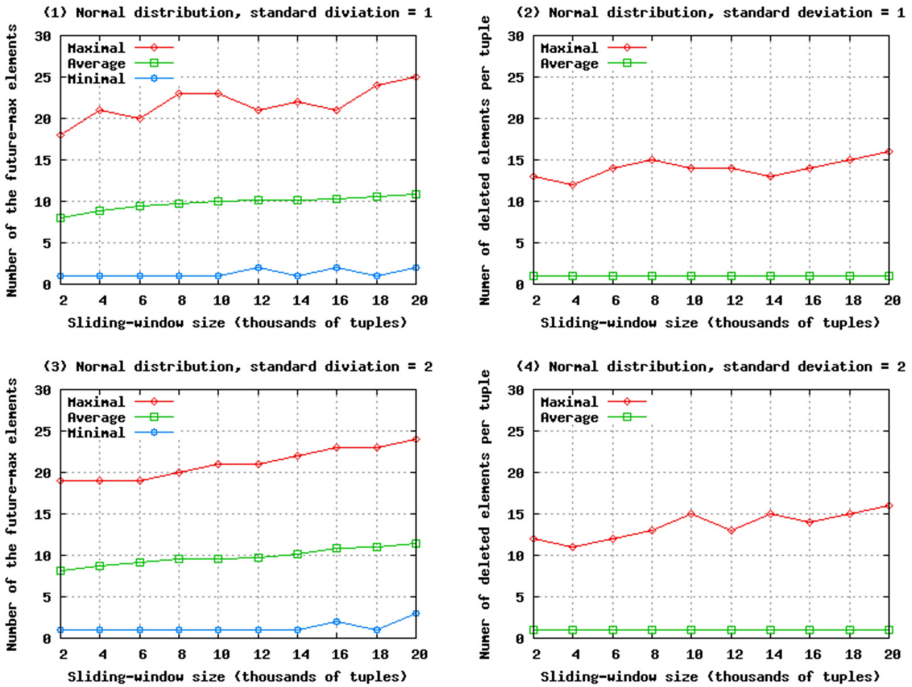 (1) Normal distribution, standard diviation = 1
Number of the future-max elements
30
25
20
15
10
5
0
Maximal
Average
Minimal
2 4 6 8 10 12 14 16 18 20
Sliding-window size (thousands of tuples)
(2) Normal distribution, standard deviation = 1
Numer of deleted elements per tuple
30
25
20
15
10
5
0
Maximal
Average
2 4 6 8 10 12 14 16 18 20
Sliding-window size (thousands of tuples)
(3) Normal distribution, standard diviation = 2
Number of the future-max elements
30
25
20
15
10
5
0
Maximal
Average
Minimal
2 4 6 8 10 12 14 16 18 20
Sliding-window size (thousands of tuples)
(4) Normal distribution, standard deviation = 2
Numer of deleted elements per tuple
30
25
20
15
10
5
0
Maximal
Average
2 4 6 8 10 12 14 16 18 20
Sliding-window size (thousands of tuples)